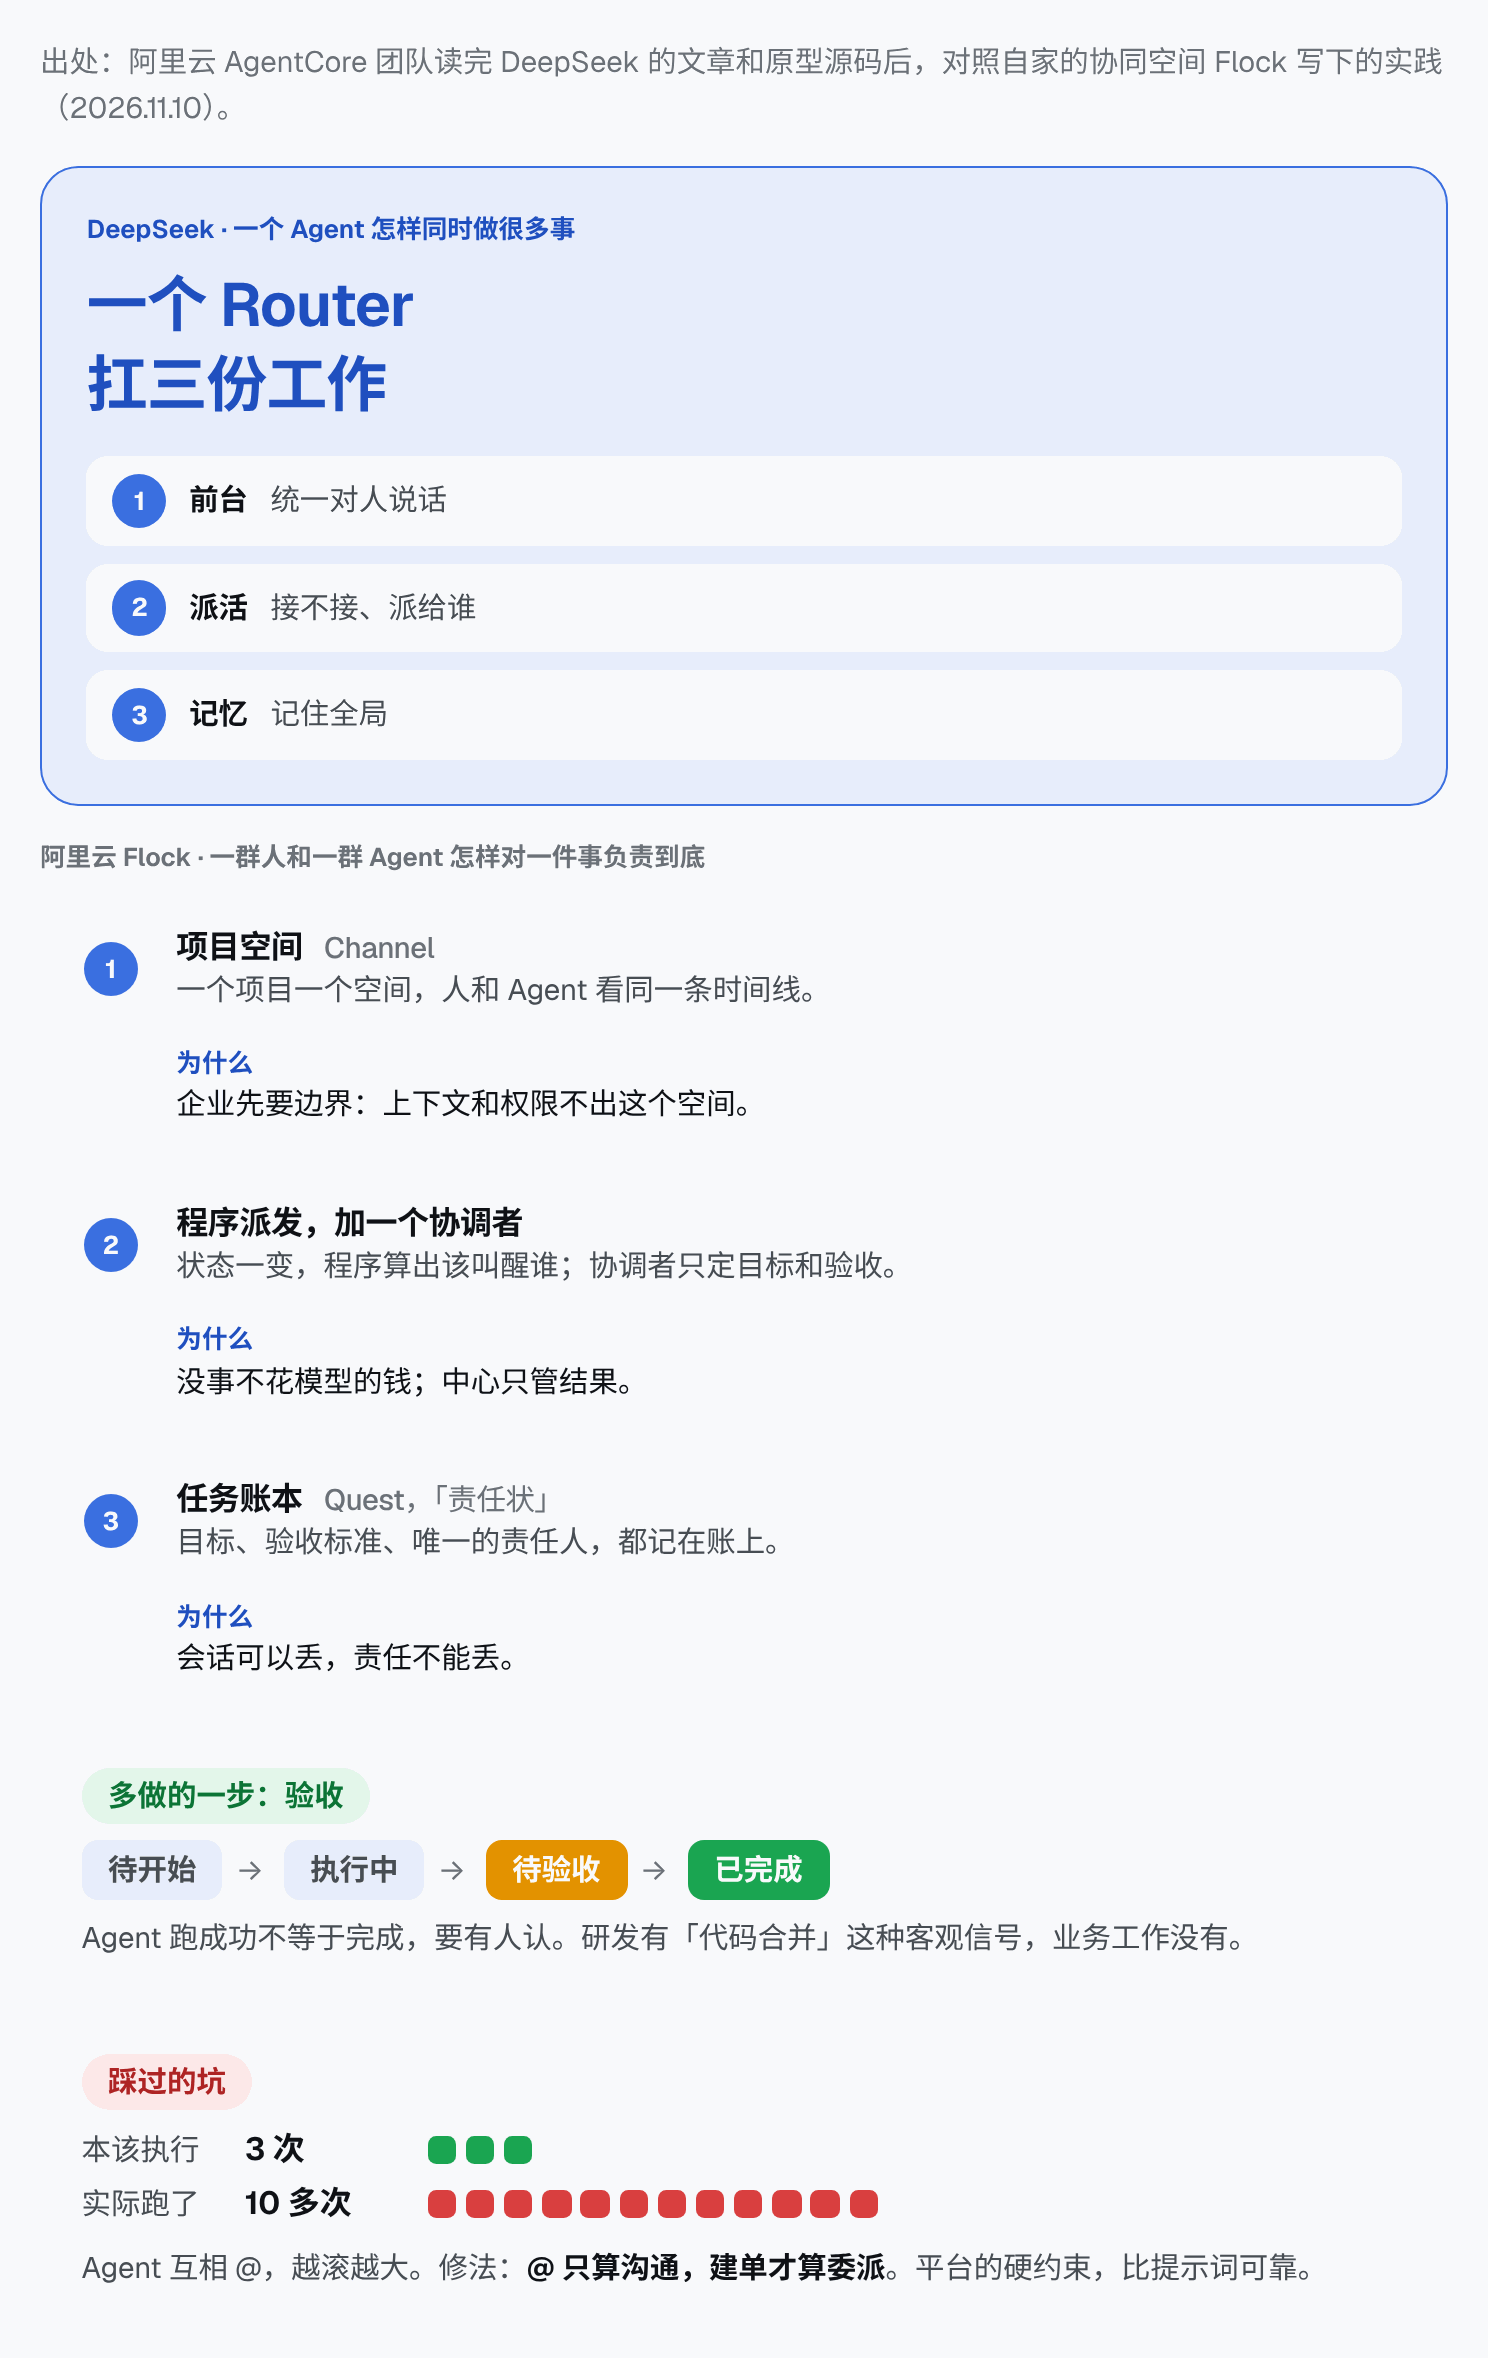 出处：阿里云 AgentCore 团队读完 DeepSeek 的文章和原型源码后，对照自家的协同空间 Flock 写下的实践
（2026.11.10）。
DeepSeek · 一个 Agent 怎样同时做很多事
一个 Router
扛三份工作
1 前台 统一对人说话
2 派活 接不接、派给谁
3 记忆 记住全局
阿里云 Flock · 一群人和一群 Agent 怎样对一件事负责到底
1 项目空间 Channel
一个项目一个空间，人和 Agent 看同一条时间线。
为什么
企业先要边界：上下文和权限不出这个空间。
2 程序派发，加一个协调者
状态一变，程序算出该叫醒谁；协调者只定目标和验收。
为什么
没事不花模型的钱；中心只管结果。
3 任务账本 Quest，「责任状」
目标、验收标准、唯一的责任人，都记在账上。
为什么
会话可以丢，责任不能丢。
多做的一步：验收
待开始 → 执行中 → 待验收 → 已完成
Agent 跑成功不等于完成，要有人认。研发有「代码合并」这种客观信号，业务工作没有。
踩过的坑
本该执行 3 次
实际跑了 10 多次
Agent 互相 @，越滚越大。修法：@ 只算沟通，建单才算委派。平台的硬约束，比提示词可靠。